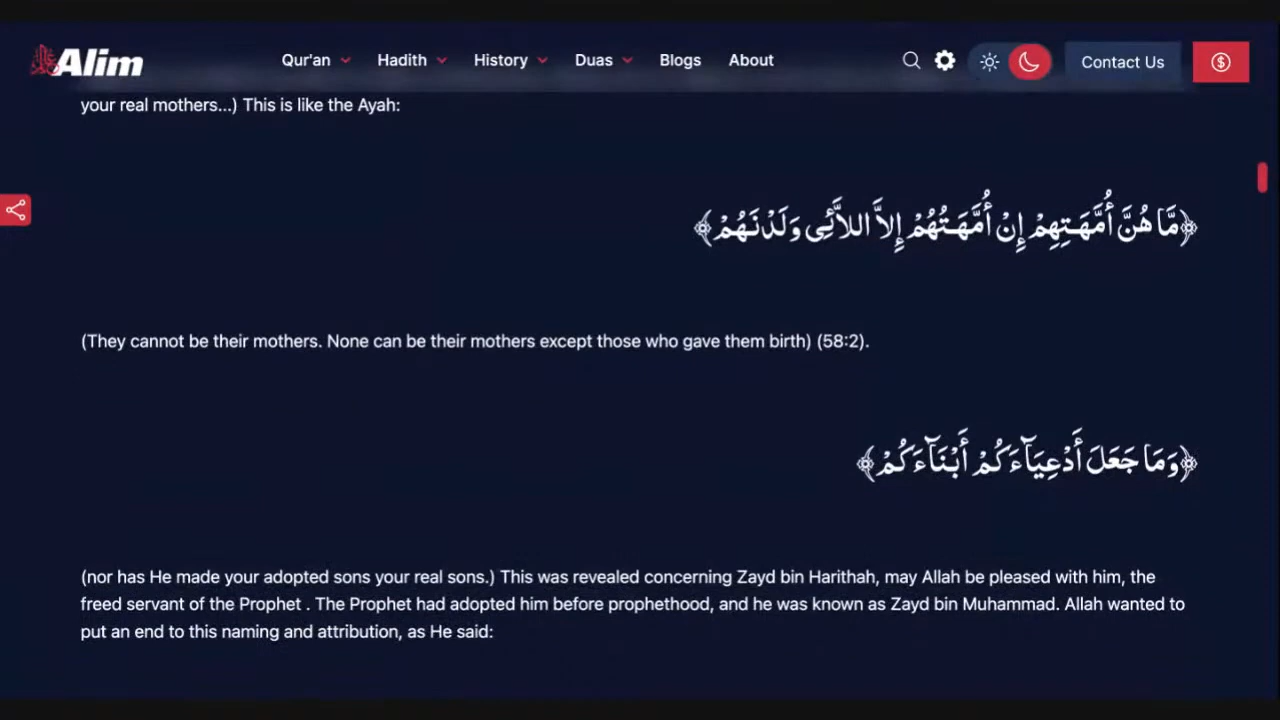 Alim
Qur'an Hadith History Duas Blogs About Contact Us
your real mothers...) This is like the Ayah:
﴿مَّا هُنَّ أُمَّهَـتِهِمْ إِنْ أُمَّهَـتُهُمْ إِلاَّ اللاَّئِى وَلَدْنَهُمْ﴾
(They cannot be their mothers. None can be their mothers except those who gave them birth) (58:2).
﴿وَمَا جَعَلَ أَدْعِيَآءَكُمْ أَبْنَآءَكُمْ﴾
(nor has He made your adopted sons your real sons.) This was revealed concerning Zayd bin Harithah, may Allah be pleased with him, the
freed servant of the Prophet . The Prophet had adopted him before prophethood, and he was known as Zayd bin Muhammad. Allah wanted to
put an end to this naming and attribution, as He said: